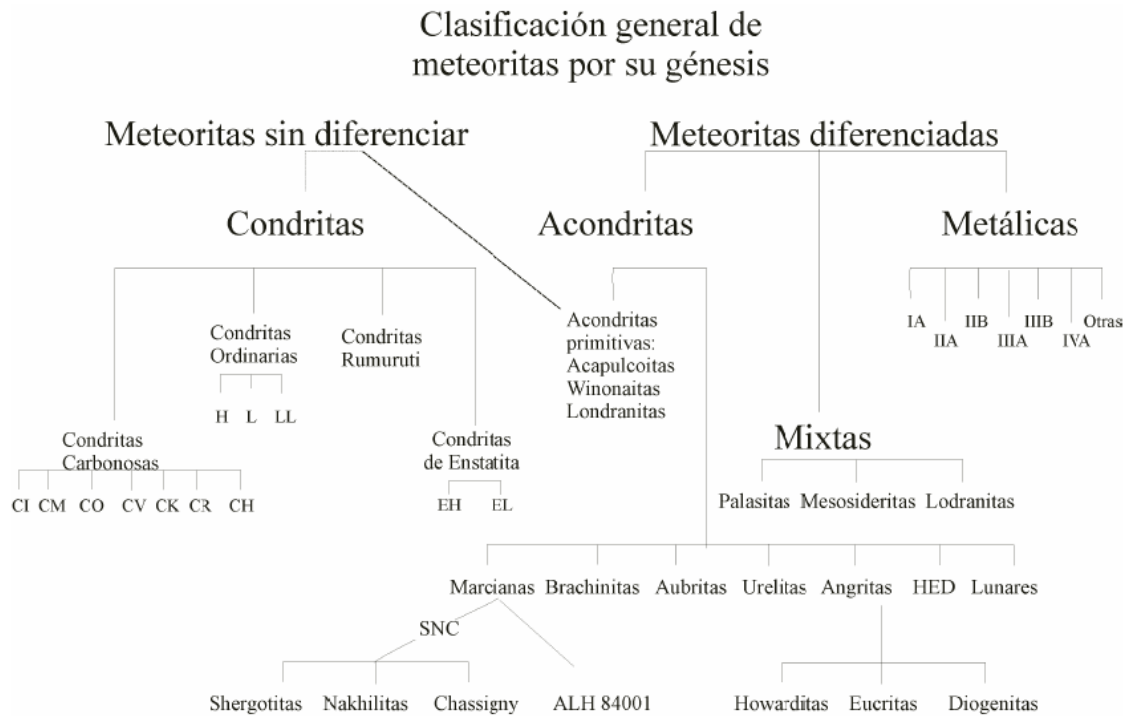 Clasificación general de
meteoritas por su génesis
Meteoritas sin diferenciar
Meteoritas diferenciadas
Condritas
Acondritas
Metálicas
Condritas
Ordinarias
Condritas
Rumuruti
Acondritas
primitivas:
Acapulcoitas
Winonaitas
Londranitas
IA
IIA
IIB
IIIA
IIIB
IVA
Otras
H L LL
Condritas
Carbonosas
Condritas
de Enstatita
Mixtas
CI CM CO CV CK CR CH
EH EL
Palasitas Mesosideritas Lodranitas
Marcianas Brachinitas Aubritas Urelitas Angritas HED Lunares
SNC
Shergotitas Nakhilitas Chassigny ALH 84001 Howarditas Eucritas Diogenitas